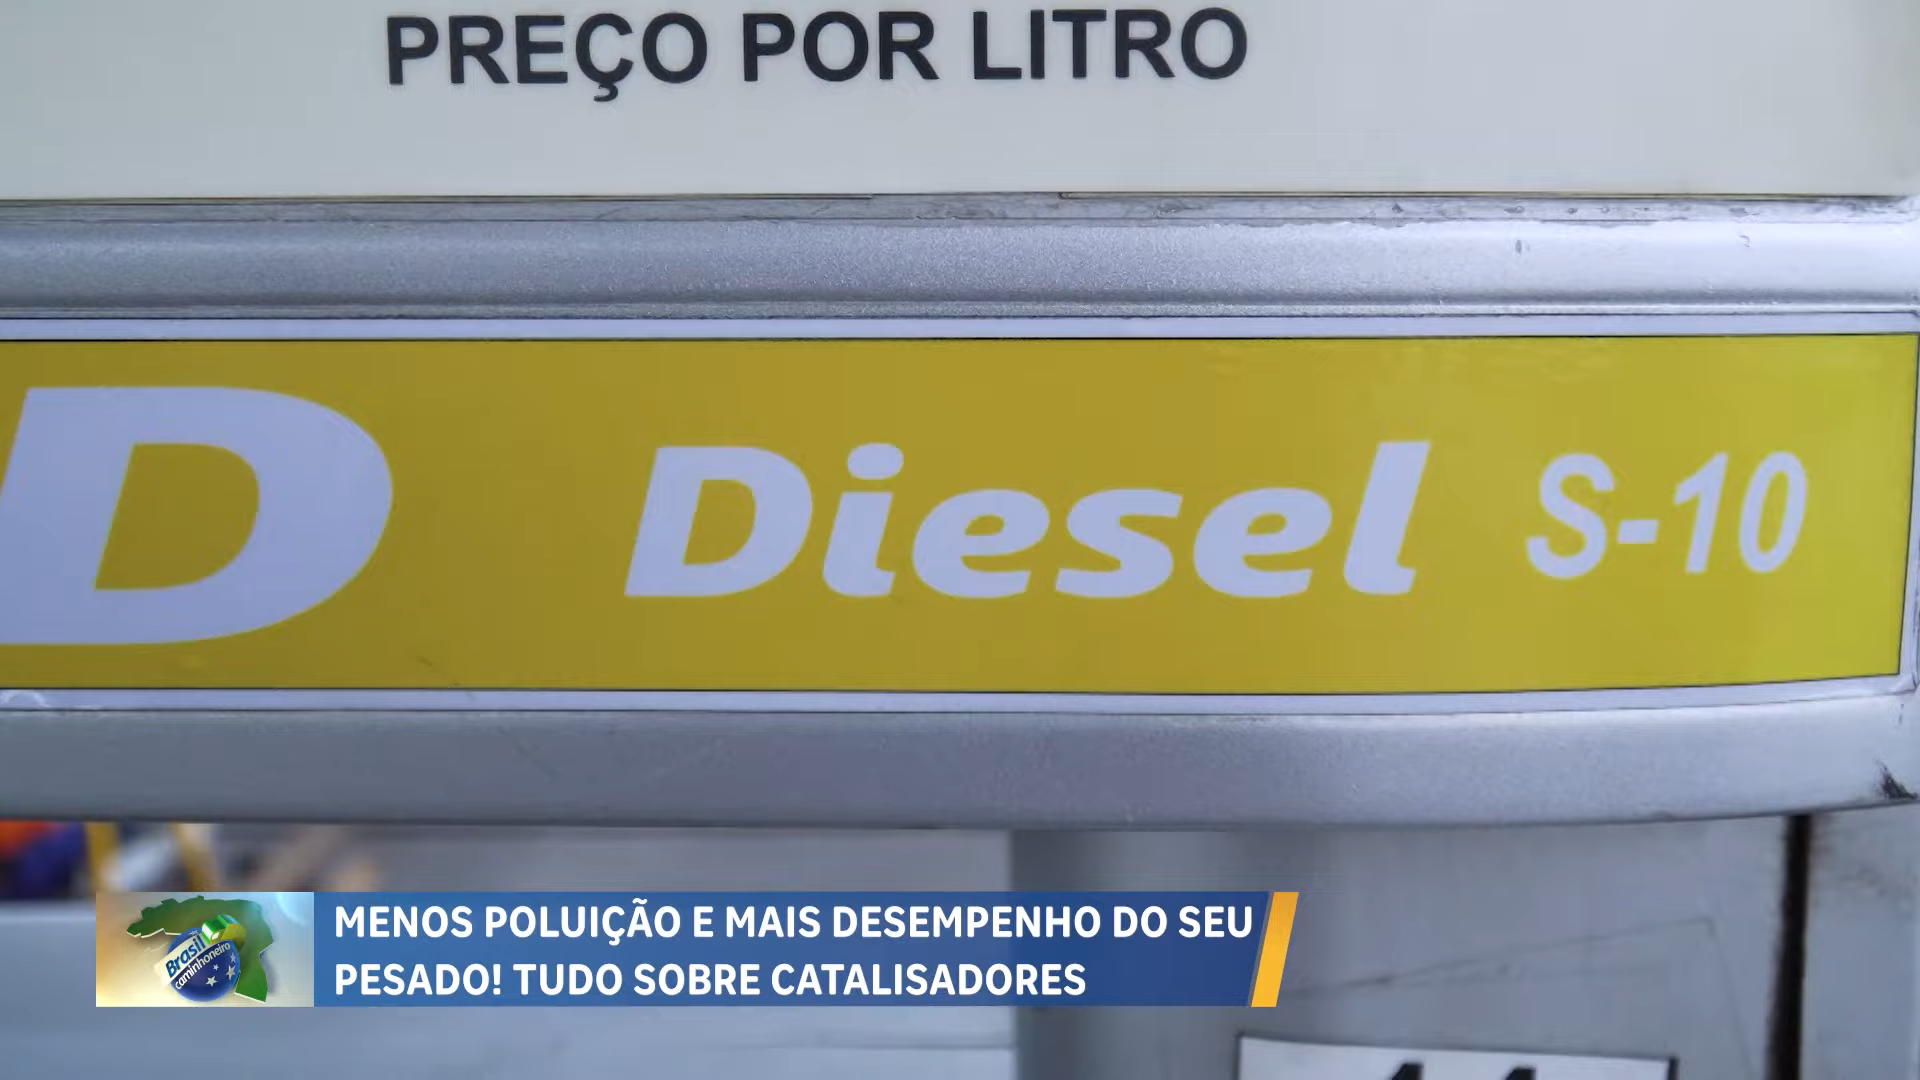 PREÇO POR LITRO
D Diesel S-10
Brasil
caminhoneiro
MENOS POLUIÇÃO E MAIS DESEMPENHO DO SEU
PESADO! TUDO SOBRE CATALISADORES